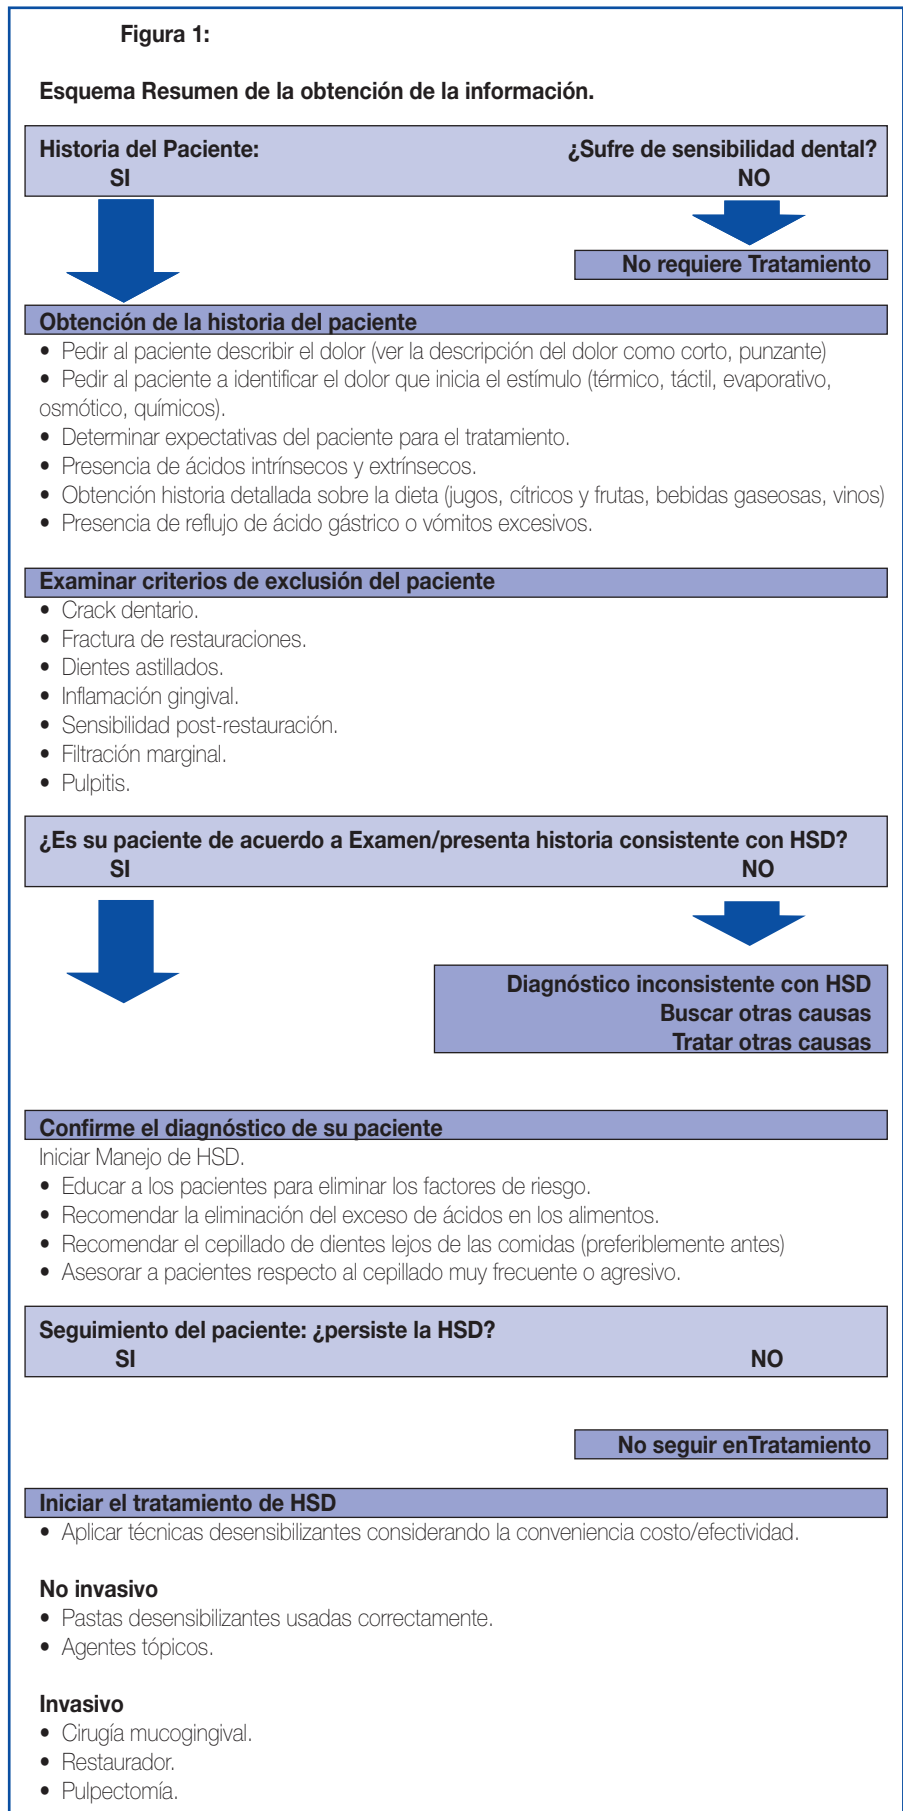 Figura 1:
Esquema Resumen de la obtención de la información.
Historia del Paciente: ¿Sufre de sensibilidad dental?
SI NO
No requiere Tratamiento
Obtención de la historia del paciente
• Pedir al paciente describir el dolor (ver la descripción del dolor como corto, punzante)
• Pedir al paciente a identificar el dolor que inicia el estímulo (térmico, táctil, evaporativo,
osmótico, químicos).
• Determinar expectativas del paciente para el tratamiento.
• Presencia de ácidos intrínsecos y extrínsecos.
• Obtención historia detallada sobre la dieta (jugos, cítricos y frutas, bebidas gaseosas, vinos)
• Presencia de reflujo de ácido gástrico o vómitos excesivos.
Examinar criterios de exclusión del paciente
• Crack dentario.
• Fractura de restauraciones.
• Dientes astillados.
• Inflamación gingival.
• Sensibilidad post-restauración.
• Filtración marginal.
• Pulpitis.
¿Es su paciente de acuerdo a Examen/presenta historia consistente con HSD?
SI NO
Diagnóstico inconsistente con HSD
Buscar otras causas
Tratar otras causas
Confirme el diagnóstico de su paciente
Iniciar Manejo de HSD.
• Educar a los pacientes para eliminar los factores de riesgo.
• Recomendar la eliminación del exceso de ácidos en los alimentos.
• Recomendar el cepillado de dientes lejos de las comidas (preferiblemente antes)
• Asesorar a pacientes respecto al cepillado muy frecuente o agresivo.
Seguimiento del paciente: ¿persiste la HSD?
SI NO
No seguir enTratamiento
Iniciar el tratamiento de HSD
• Aplicar técnicas desensibilizantes considerando la conveniencia costo/efectividad.
No invasivo
• Pastas desensibilizantes usadas correctamente.
• Agentes tópicos.
Invasivo
• Cirugía mucogingival.
• Restaurador.
• Pulpectomía.